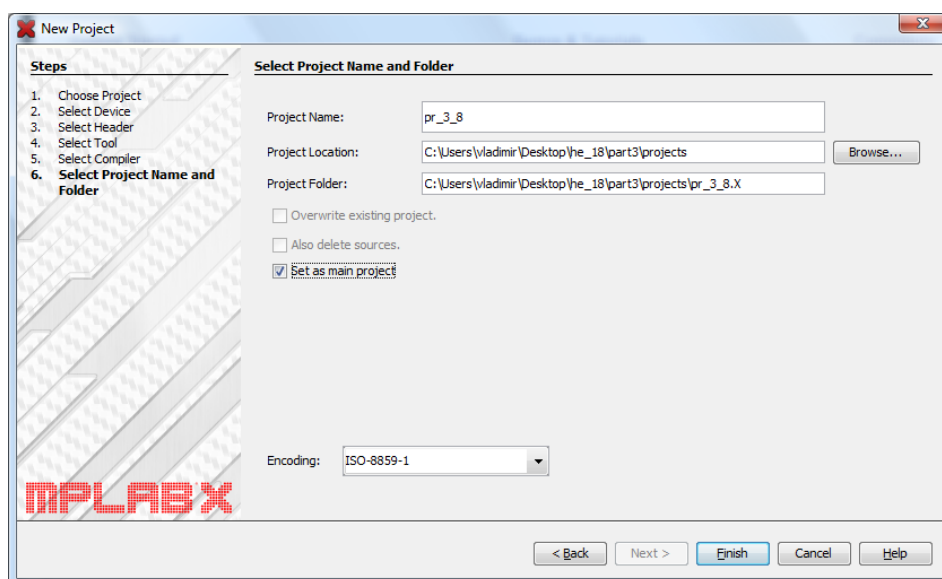 New Project
Steps
1. Choose Project
2. Select Device
3. Select Header
4. Select Tool
5. Select Compiler
6. Select Project Name and
Folder
Select Project Name and Folder
Project Name: pr_3_8
Project Location: C:\Users\vladimir\Desktop\he_18\part3\projects Browse...
Project Folder: C:\Users\vladimir\Desktop\he_18\part3\projects\pr_3_8.X
Overwrite existing project.
Also delete sources.
Set as main project
Encoding: ISO-8859-1
MPLAB X
< Back Next > Finish Cancel Help